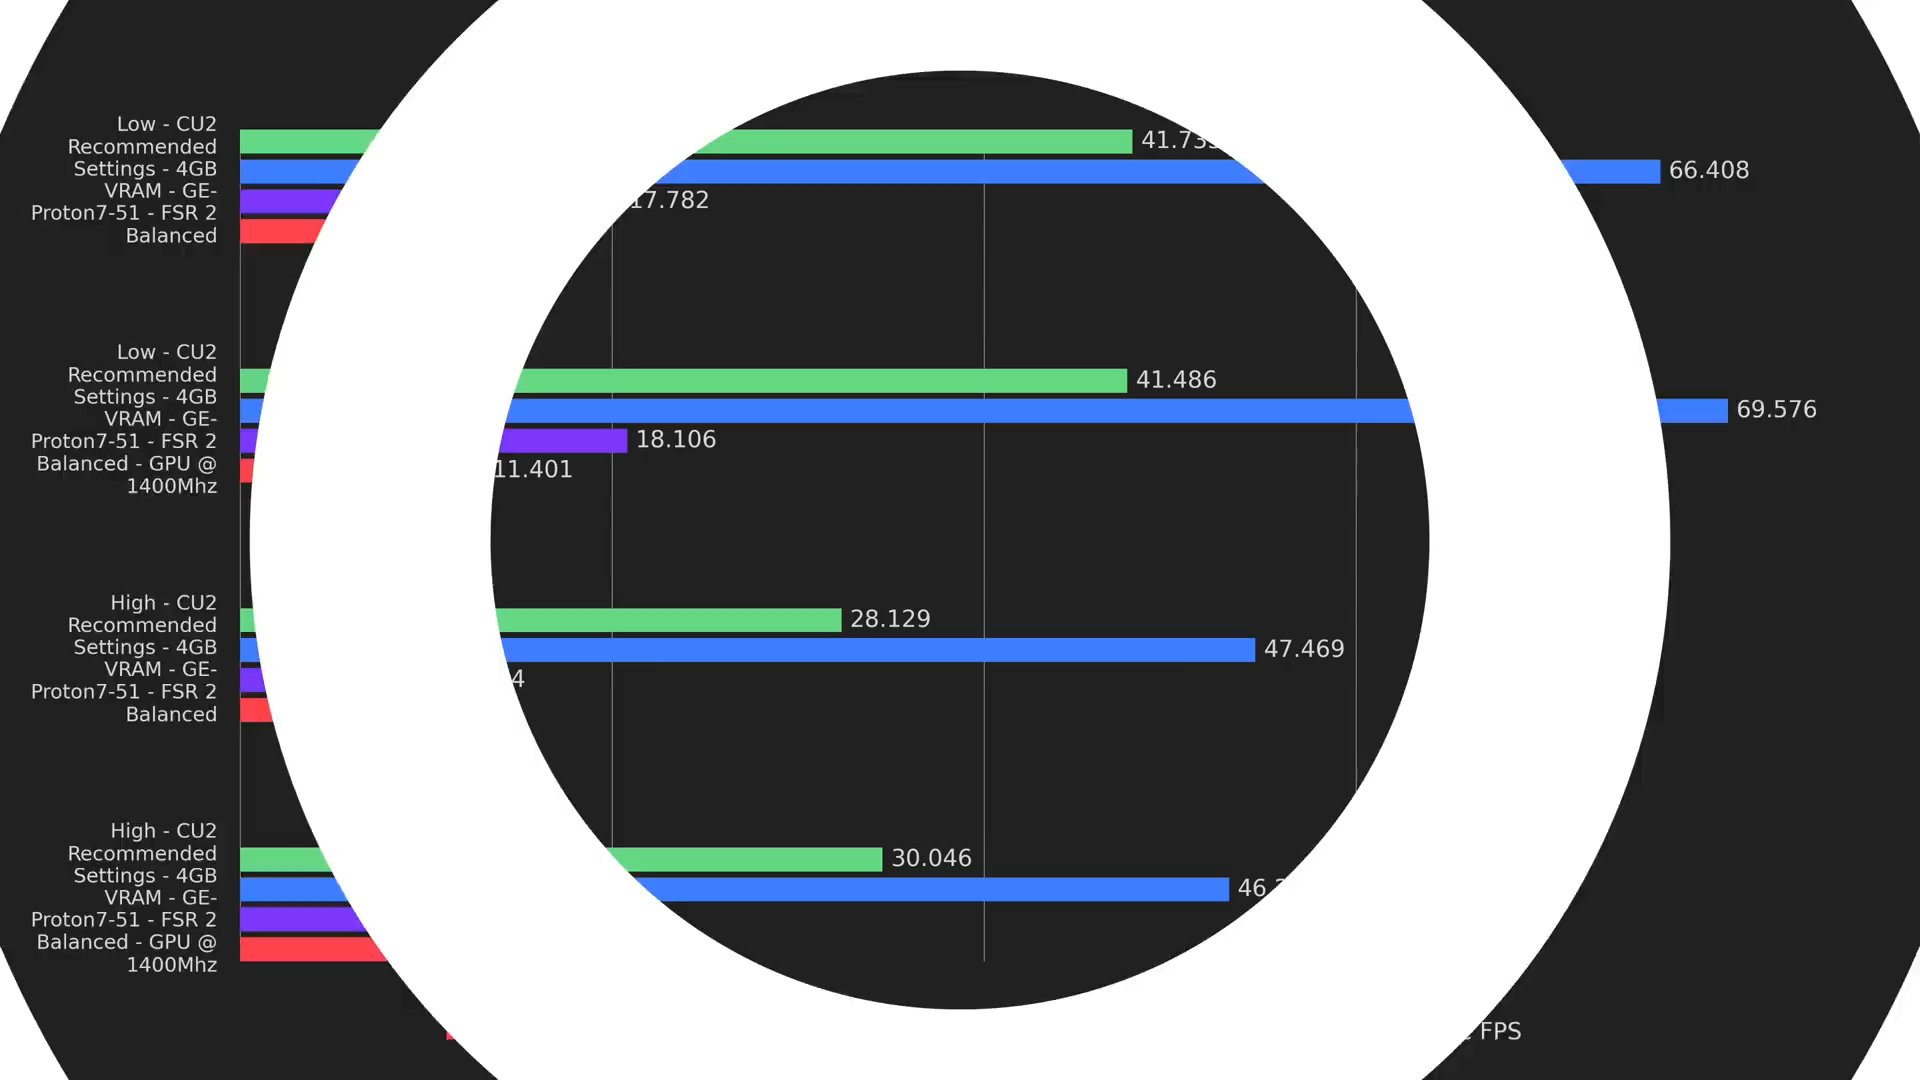 Low - CU2
Recommended
Settings - 4GB
VRAM - GE-
Proton7-51 - FSR 2
Balanced
66.408
17.782
Low - CU2
Recommended
Settings - 4GB
VRAM - GE-
Proton7-51 - FSR 2
Balanced - GPU @
1400Mhz
41.486
69.576
18.106
11.401
High - CU2
Recommended
Settings - 4GB
VRAM - GE-
Proton7-51 - FSR 2
Balanced
28.129
47.469
High - CU2
Recommended
Settings - 4GB
VRAM - GE-
Proton7-51 - FSR 2
Balanced - GPU @
1400Mhz
30.046
FPS